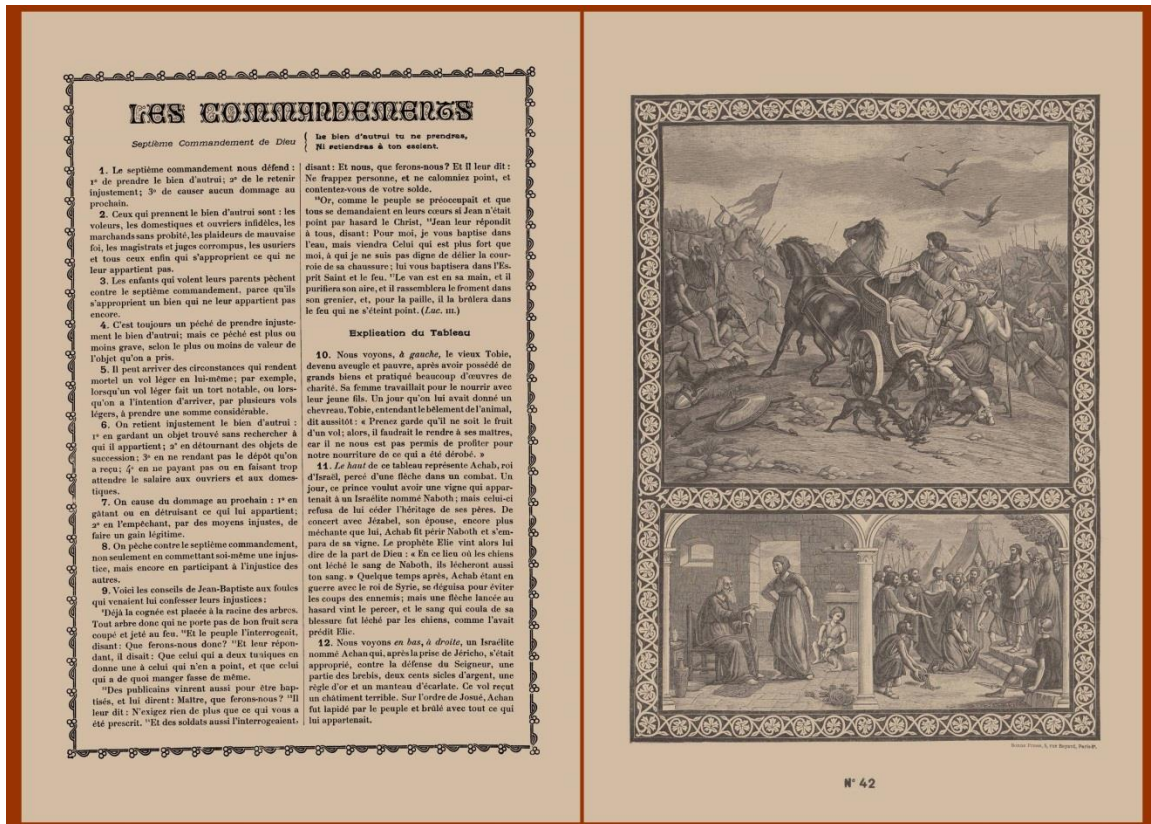 LES COMMANDEMENTS
Septième Commandement de Dieu
Le bien d'autrui tu ne prendras,
Ni retiendras à ton escient.
1. Le septième commandement nous défend :
1º de prendre le bien d'autrui; 2º de le retenir
injustement; 3º de causer aucun dommage au
prochain.
2. Ceux qui prennent le bien d'autrui sont : les
voleurs, les domestiques et ouvriers infidèles, les
marchands sans probité, les plaideurs de mauvaise
foi, les magistrats et juges corrompus, les usuriers
et tous ceux enfin qui s'approprient ce qui ne
leur appartient pas.
3. Les enfants qui volent leurs parents pèchent
contre le septième commandement, parce qu'ils
s'approprient un bien qui ne leur appartient pas
encore.
4. C'est toujours un péché de prendre injuste-
ment le bien d'autrui; mais ce péché est plus ou
moins grave, selon le plus ou moins de valeur de
l'objet qu'on a pris.
5. Il peut arriver des circonstances qui rendent
mortel un vol léger en lui-même; par exemple,
lorsqu'un vol léger fait un tort notable, ou lors-
qu'on a l'intention d'arriver, par plusieurs vols
légers, à prendre une somme considérable.
6. On retient injustement le bien d'autrui :
1º en gardant un objet trouvé sans rechercher à
qui il appartient; 2º en détournant des objets de
succession; 3º en ne rendant pas le dépôt qu'on
a reçu; 4º en ne payant pas ou en faisant trop
attendre le salaire aux ouvriers et aux domes-
tiques.
7. On cause du dommage au prochain : 1º en
gâtant ou en détruisant ce qui lui appartient;
2º en l'empêchant, par des moyens injustes, de
faire un gain légitime.
8. On pèche contre le septième commandement,
non seulement en commettant soi-même une injus-
tice, mais encore en participant à l'injustice des
autres.
9. Voici les conseils de Jean-Baptiste aux foules
qui venaient lui confesser leurs injustices :
"Déjà la cognée est placée à la racine des arbres.
Tout arbre donc qui ne porte pas de bon fruit sera
coupé et jeté au feu. "Et le peuple l'interrogeait,
disant: Que ferons-nous donc? "Et leur répon-
dant, il disait : Que celui qui a deux tuniques en
donne une à celui qui n'en a point, et que celui
qui a de quoi manger fasse de même.
"Des publicains vinrent aussi pour être bap-
tisés, et lui dirent: Maître, que ferons-nous? "Il
leur dit : N'exigez rien de plus que ce qui vous a
été prescrit. "Et des soldats aussi l'interrogeaient,
disant : Et nous, que ferons-nous? Et Il leur dit :
Ne frappez personne, et ne calomniez point, et
contentez-vous de votre solde.
"Or, comme le peuple se préoccupait et que
tous se demandaient en leurs cœurs si Jean n'était
point par hasard le Christ, "Jean leur répondit
à tous, disant: Pour moi, je vous baptise dans
l'eau, mais viendra Celui qui est plus fort que
moi, à qui je ne suis pas digne de délier la cour-
roie de sa chaussure; lui vous baptisera dans l'Es-
prit Saint et le feu. "Le van est en sa main, et il
purifiera son aire, et il rassemblera le froment dans
son grenier, et, pour la paille, il la brûlera dans
le feu qui ne s'éteint point. (Luc. III.)
Explication du Tableau
10. Nous voyons, à gauche, le vieux Tobie,
devenu aveugle et pauvre, après avoir possédé de
grands biens et pratiqué beaucoup d'œuvres de
charité. Sa femme travaillait pour le nourrir avec
leur jeune fils. Un jour qu'on lui avait donné un
chevreau, Tobie, entendant le bêlement de l'animal,
dit aussitôt : « Prenez garde qu'il ne soit le fruit
d'un vol; alors, il faudrait le rendre à ses maîtres,
car il ne nous est pas permis de profiter pour
notre nourriture de ce qui a été dérobé. »
11. Le haut de ce tableau représente Achab, roi
d'Israël, percé d'une flèche dans un combat. Un
jour, ce prince voulut avoir une vigne qui appar-
tenait à un Israélite nommé Naboth; mais celui-ci
refusa de lui céder l'héritage de ses pères. De
concert avec Jézabel, son épouse, encore plus
méchante que lui, Achab fit périr Naboth et s'em-
para de sa vigne. Le prophète Elie vint alors lui
dire de la part de Dieu : « En ce lieu où les chiens
ont léché le sang de Naboth, ils lécheront aussi
ton sang. » Quelque temps après, Achab étant en
guerre avec le roi de Syrie, se déguisa pour éviter
les coups des ennemis; mais une flèche lancée au
hasard vint le percer, et le sang qui coula de sa
blessure fut léché par les chiens, comme l'avait
prédit Elie.
12. Nous voyons en bas, à droite, un Israélite
nommé Achan qui, après la prise de Jéricho, s'était
approprié, contre la défense du Seigneur, une
partie des brebis, deux cents sicles d'argent, une
règle d'or et un manteau d'écarlate. Ce vol reçut
un châtiment terrible. Sur l'ordre de Josué, Achan
fut lapidé par le peuple et brûlé avec tout ce qui
lui appartenait.
5, rue Bayard, Paris-8ᵉ.
Nº 42